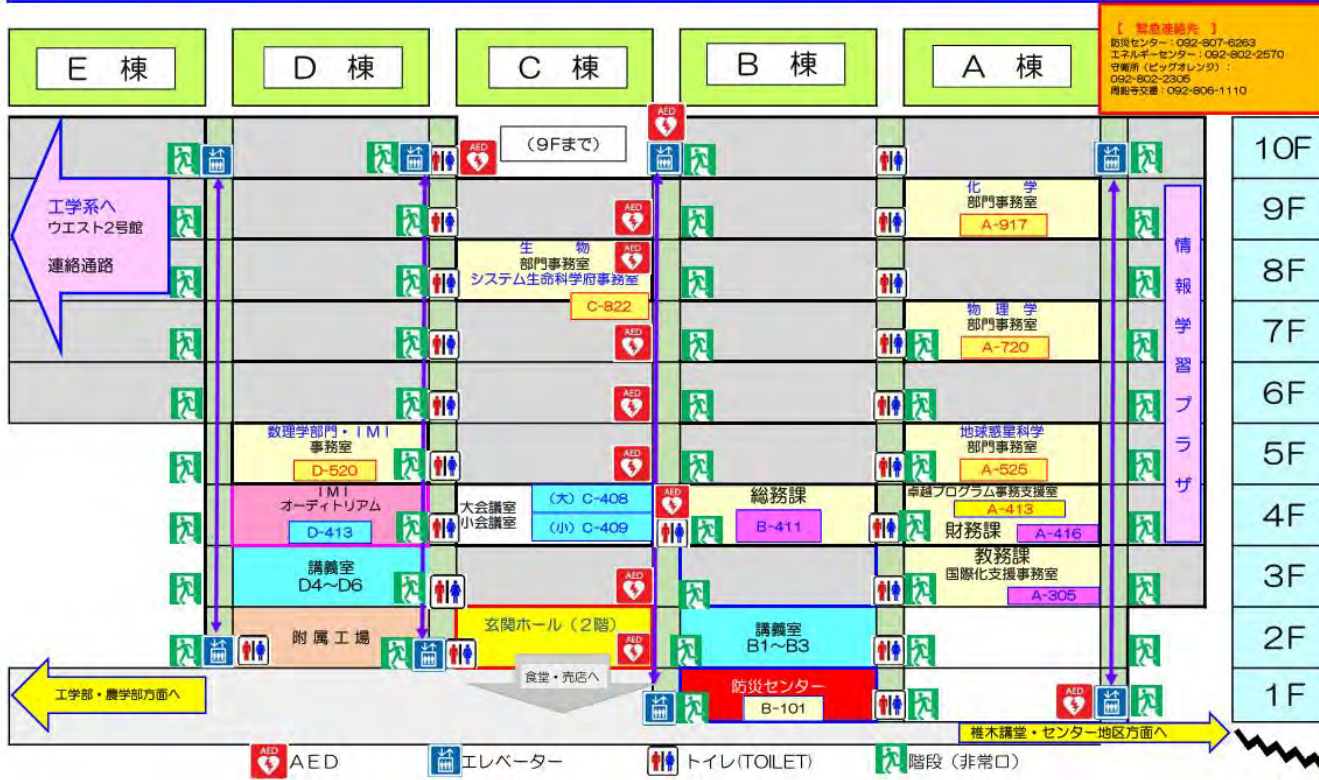 【 緊急連絡先 】
防災センター：092-807-6263
エネルギーセンター：092-802-2570
守衛所（ビッグオレンジ）：
092-802-2305
周船寺交番：092-806-1110
E 棟
D 棟
C 棟
B 棟
A 棟
AED
AED
(9Fまで)
10F
工学系へ
ウエスト2号館
連絡通路
AED
化 学
部門事務室
A-917
9F
生 物
部門事務室
システム生命科学府事務室
C-822
AED
8F
AED
物 理 学
部門事務室
A-720
7F
情報学習プラザ
AED
6F
数理学部門・IMI
事務室
D-520
AED
地球惑星科学
部門事務室
A-525
5F
IMI
オーディトリアム
D-413
大会議室
小会議室
(大) C-408
(小) C-409
AED
総務課
B-411
卓越プログラム事務支援室
A-413
財務課
A-416
4F
講義室
D4～D6
AED
教務課
国際化支援事務室
A-305
3F
附属工場
玄関ホール（2階）
AED
講義室
B1～B3
2F
工学部・農学部方面へ
食堂・売店へ
防災センター
B-101
AED
1F
椎木講堂・センター地区方面へ
AED
AED
エレベーター
トイレ(TOILET)
階段（非常口）